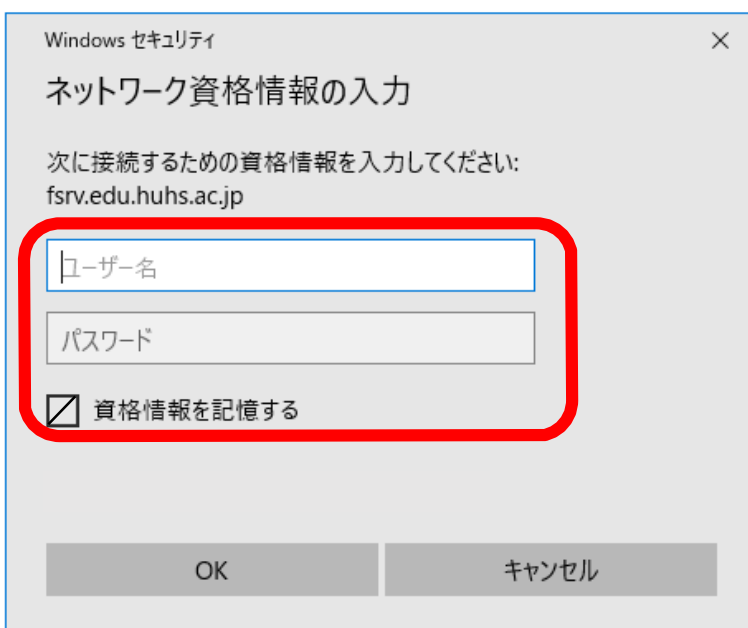 Windows セキュリティ
ネットワーク資格情報の入力
次に接続するための資格情報を入力してください:
fsrv.edu.huhs.ac.jp
ユーザー名
パスワード
資格情報を記憶する
OK キャンセル